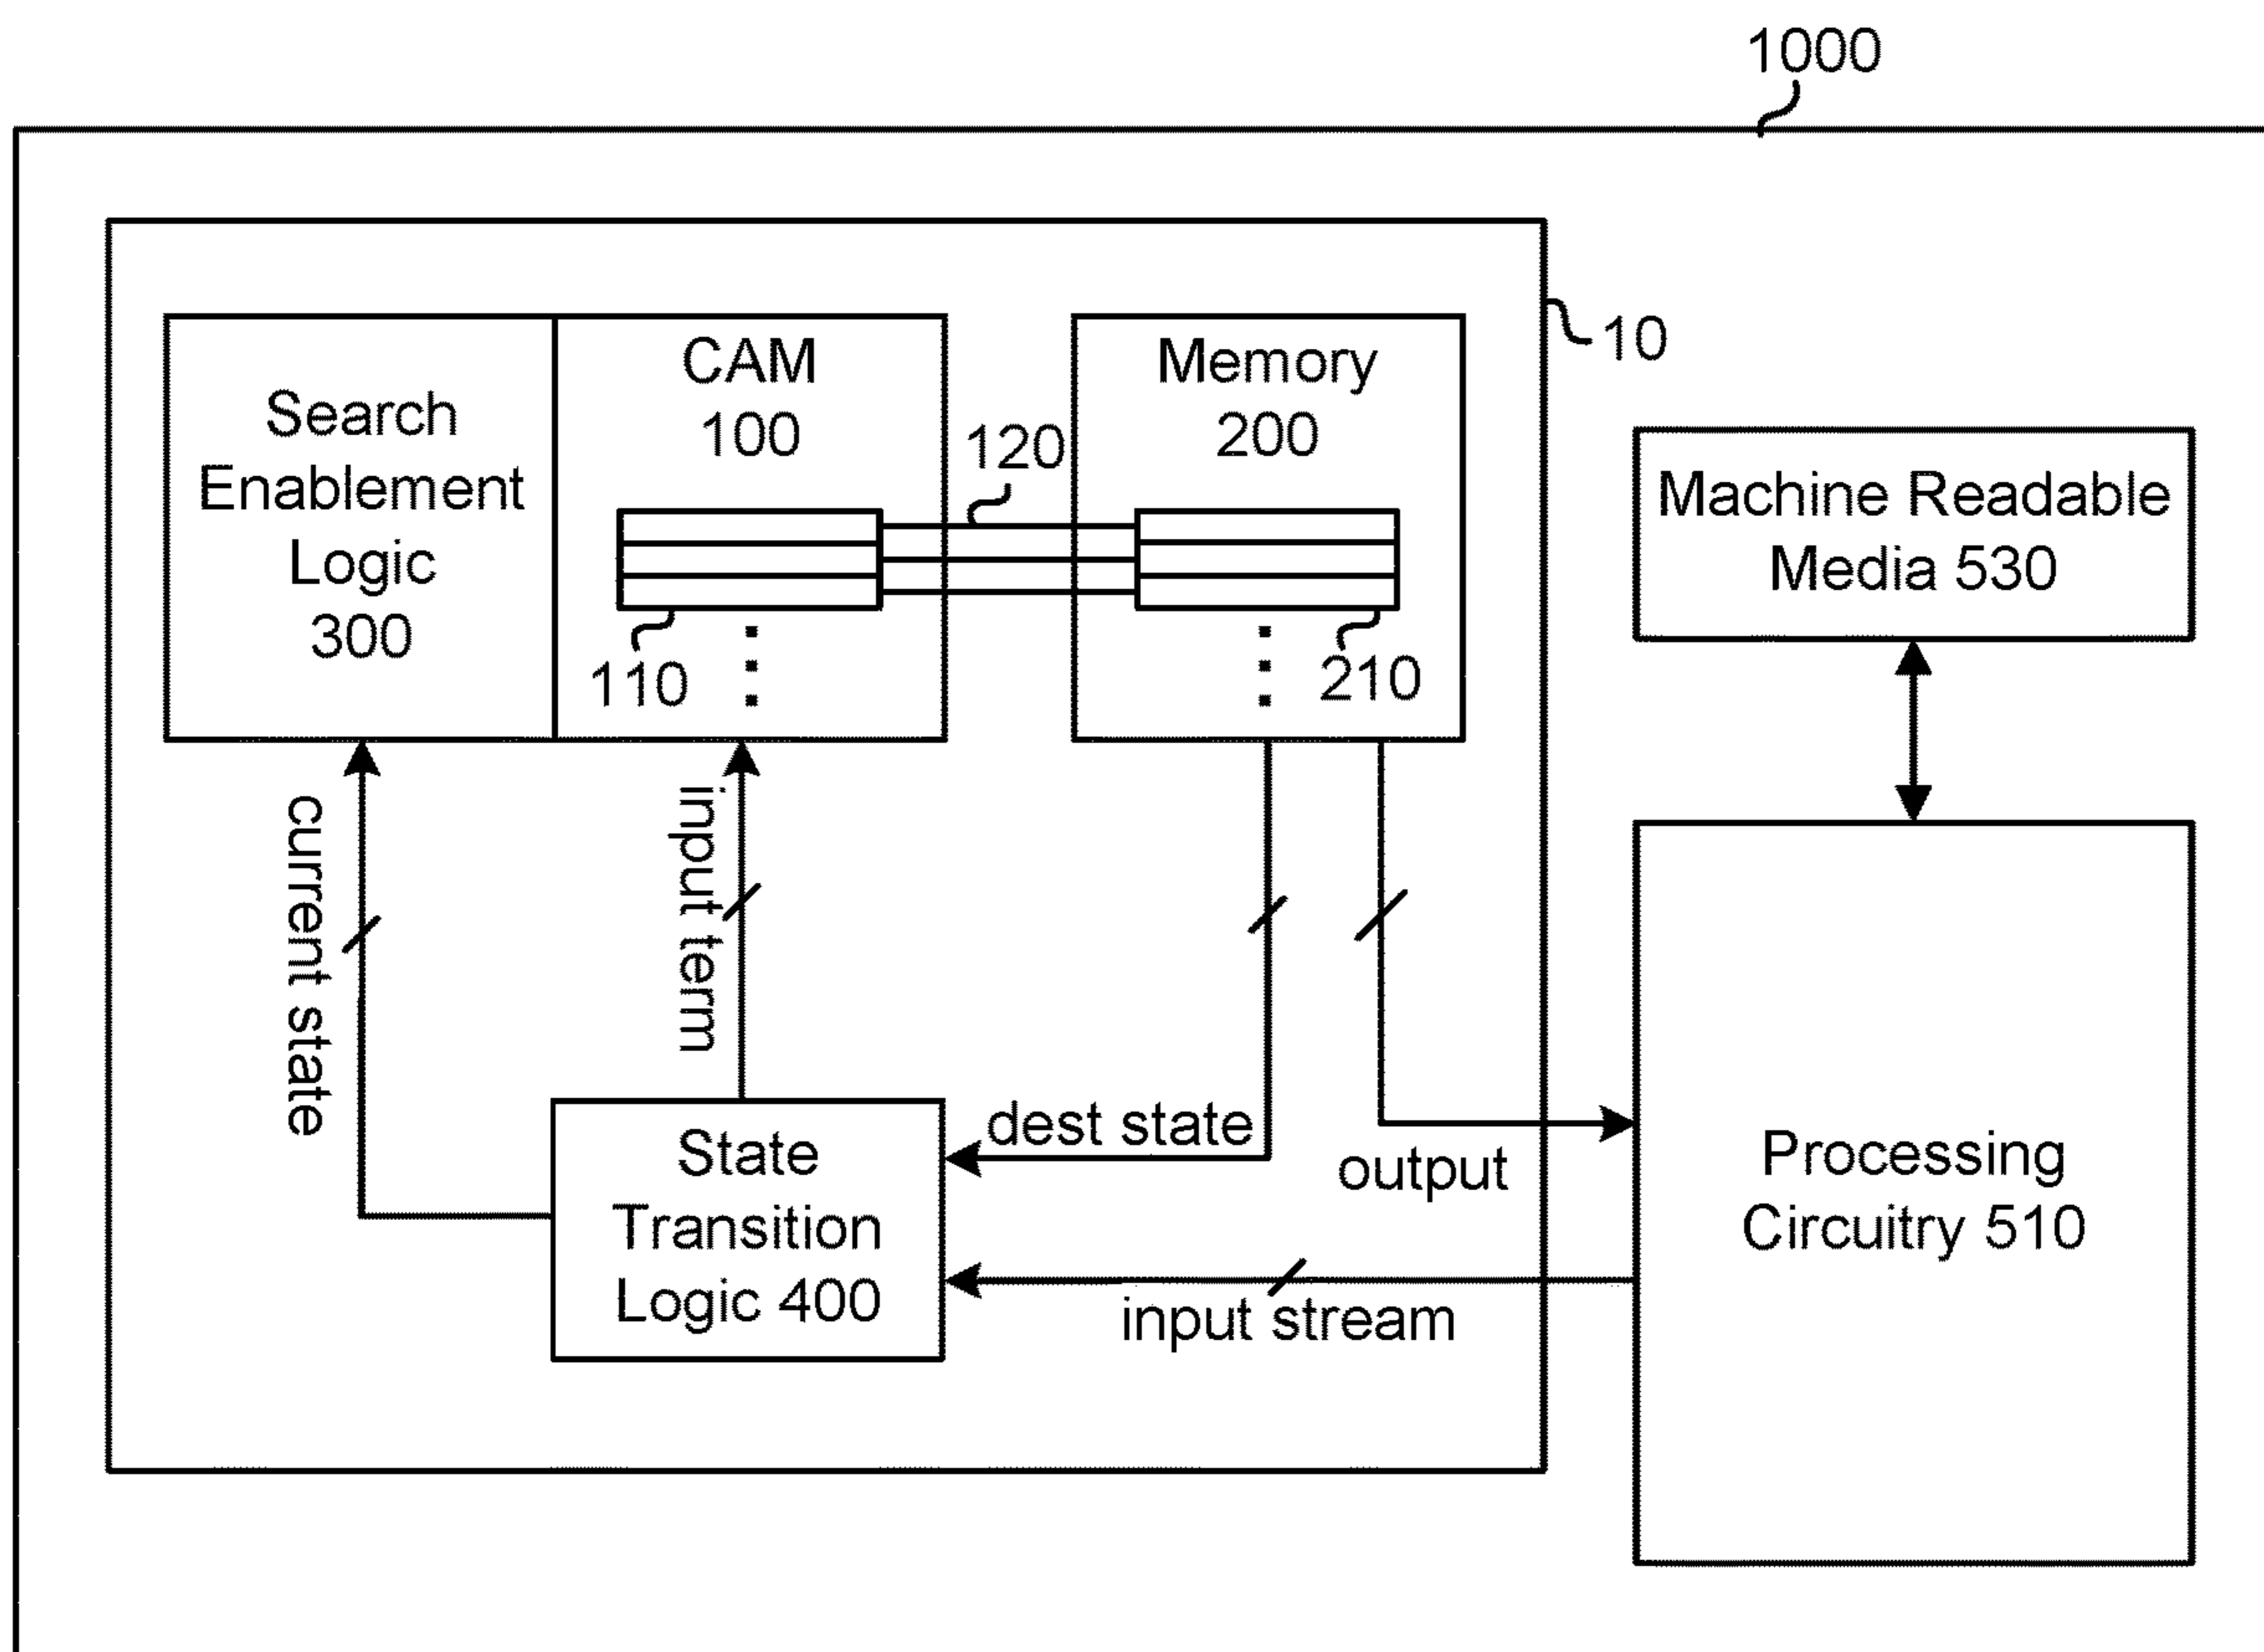 1000
10
Search
Enablement
Logic
300
CAM
100
120
Memory
200
110
210
Machine Readable
Media 530
current state
input term
dest state
output
State
Transition
Logic 400
input stream
Processing
Circuitry 510